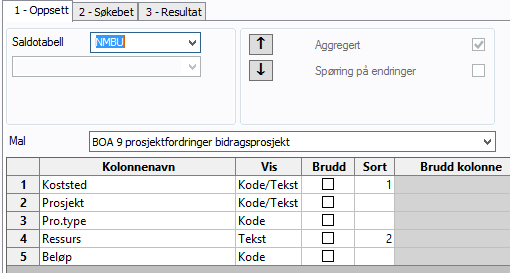 1 - Oppsett 2 - Søkebet 3 - Resultat
Saldotabell NMBU Aggregert
Spørring på endringer
Mal BOA 9 prosjektfordringer bidragsprosjekt
Kolonnenavn Vis Brudd Sort Brudd kolonne
1 Koststed Kode/Tekst 1
2 Prosjekt Kode/Tekst
3 Pro.type Kode
4 Ressurs Tekst 2
5 Beløp Kode